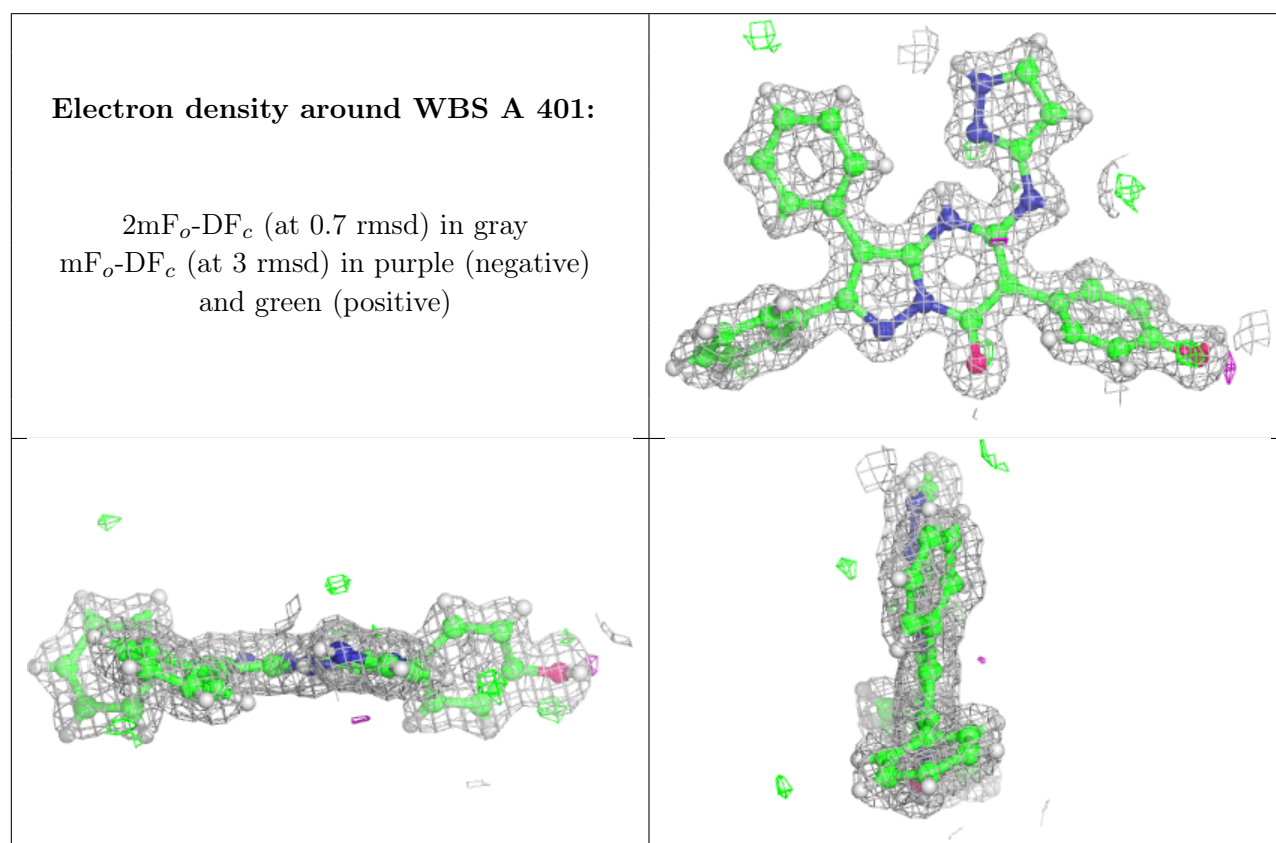 Electron density around WBS A 401:
2mFo-DFc (at 0.7 rmsd) in gray
mFo-DFc (at 3 rmsd) in purple (negative)
and green (positive)